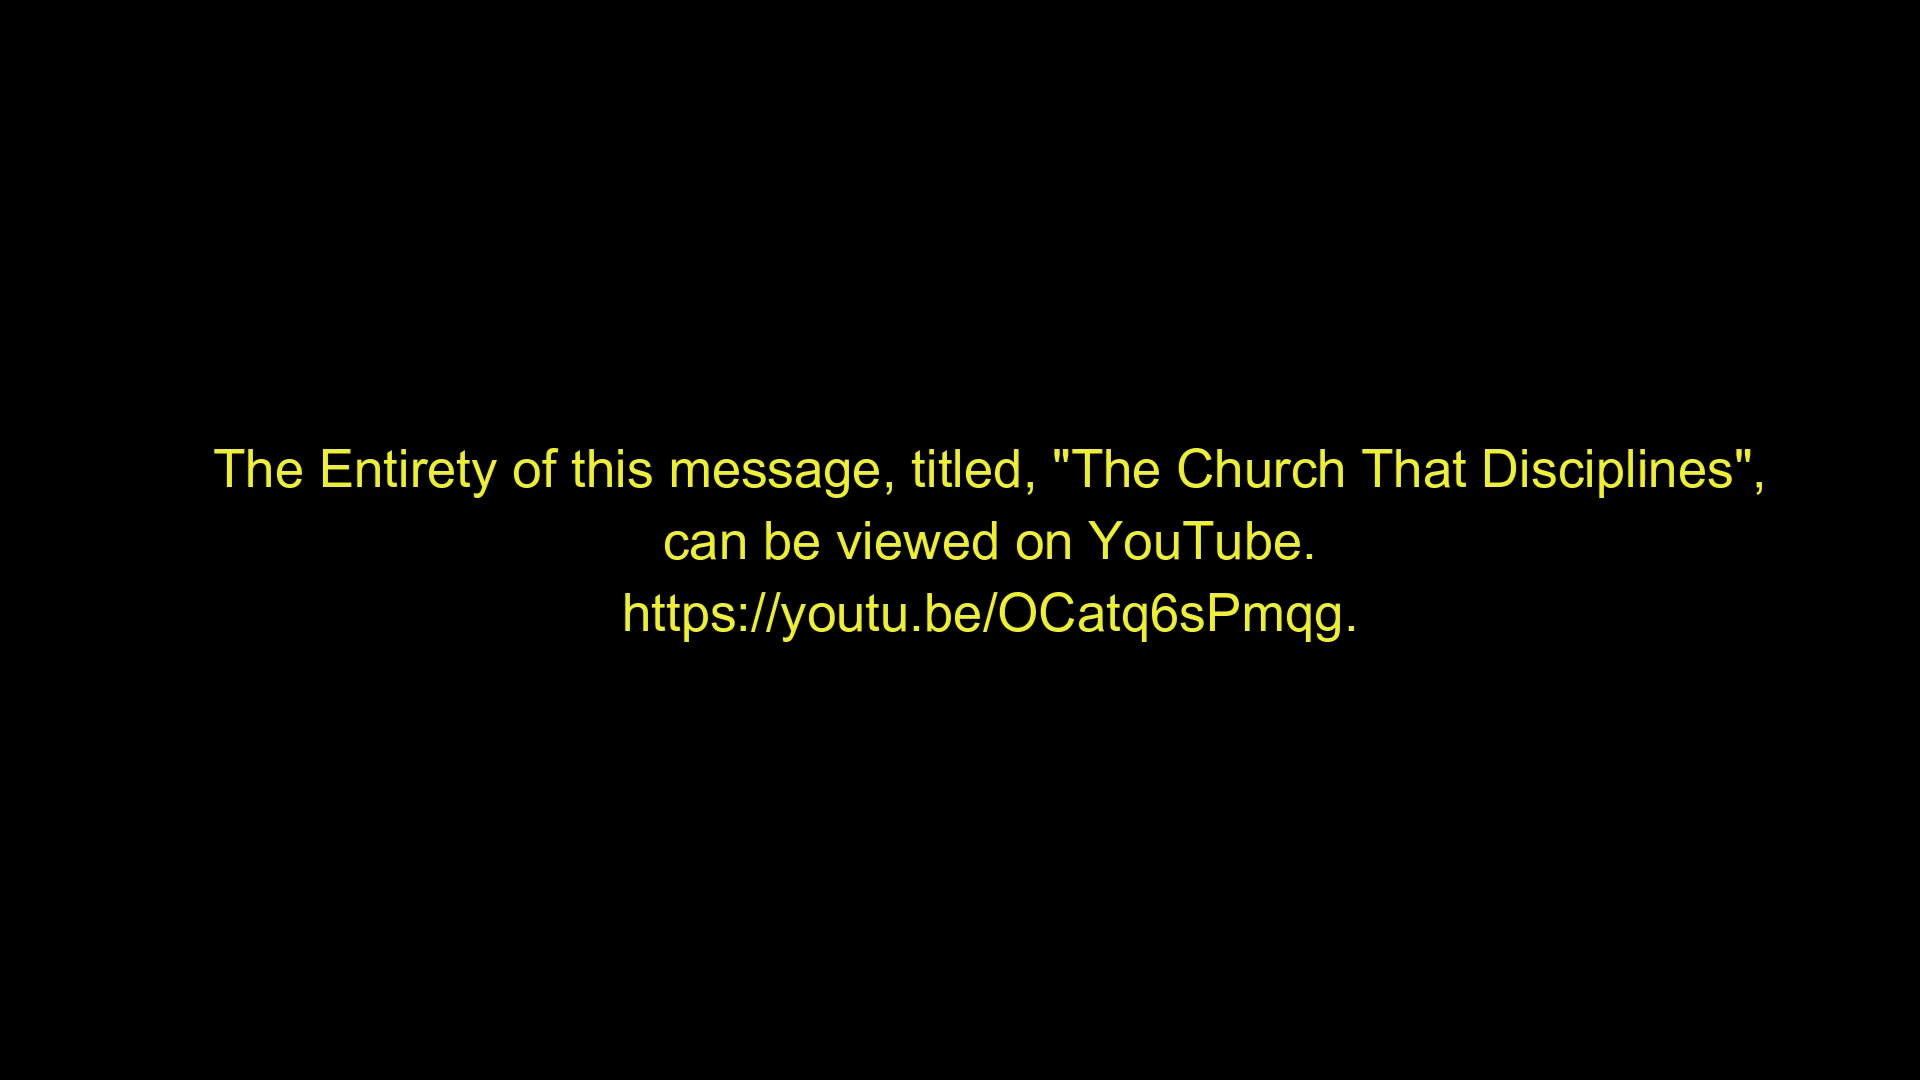 The Entirety of this message, titled, "The Church That Disciplines",
can be viewed on YouTube.
https://youtu.be/OCatq6sPmqg.